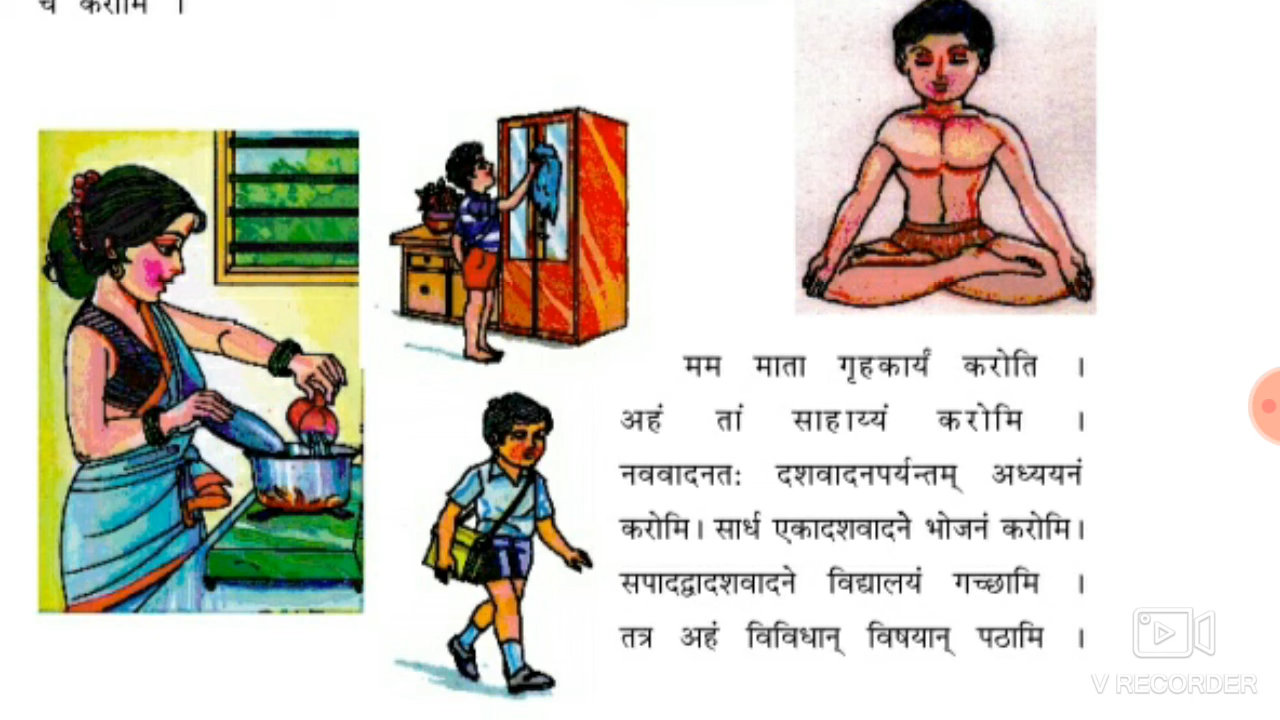 च करोमि ।
मम माता गृहकार्यं करोति ।
अहं तां साहाय्यं करोमि ।
नववादनतः दशवादनपर्यन्तम् अध्ययनं
करोमि। सार्ध एकादशवादने भोजनं करोमि।
सपादद्वादशवादने विद्यालयं गच्छामि ।
तत्र अहं विविधान् विषयान् पठामि ।
V RECORDER